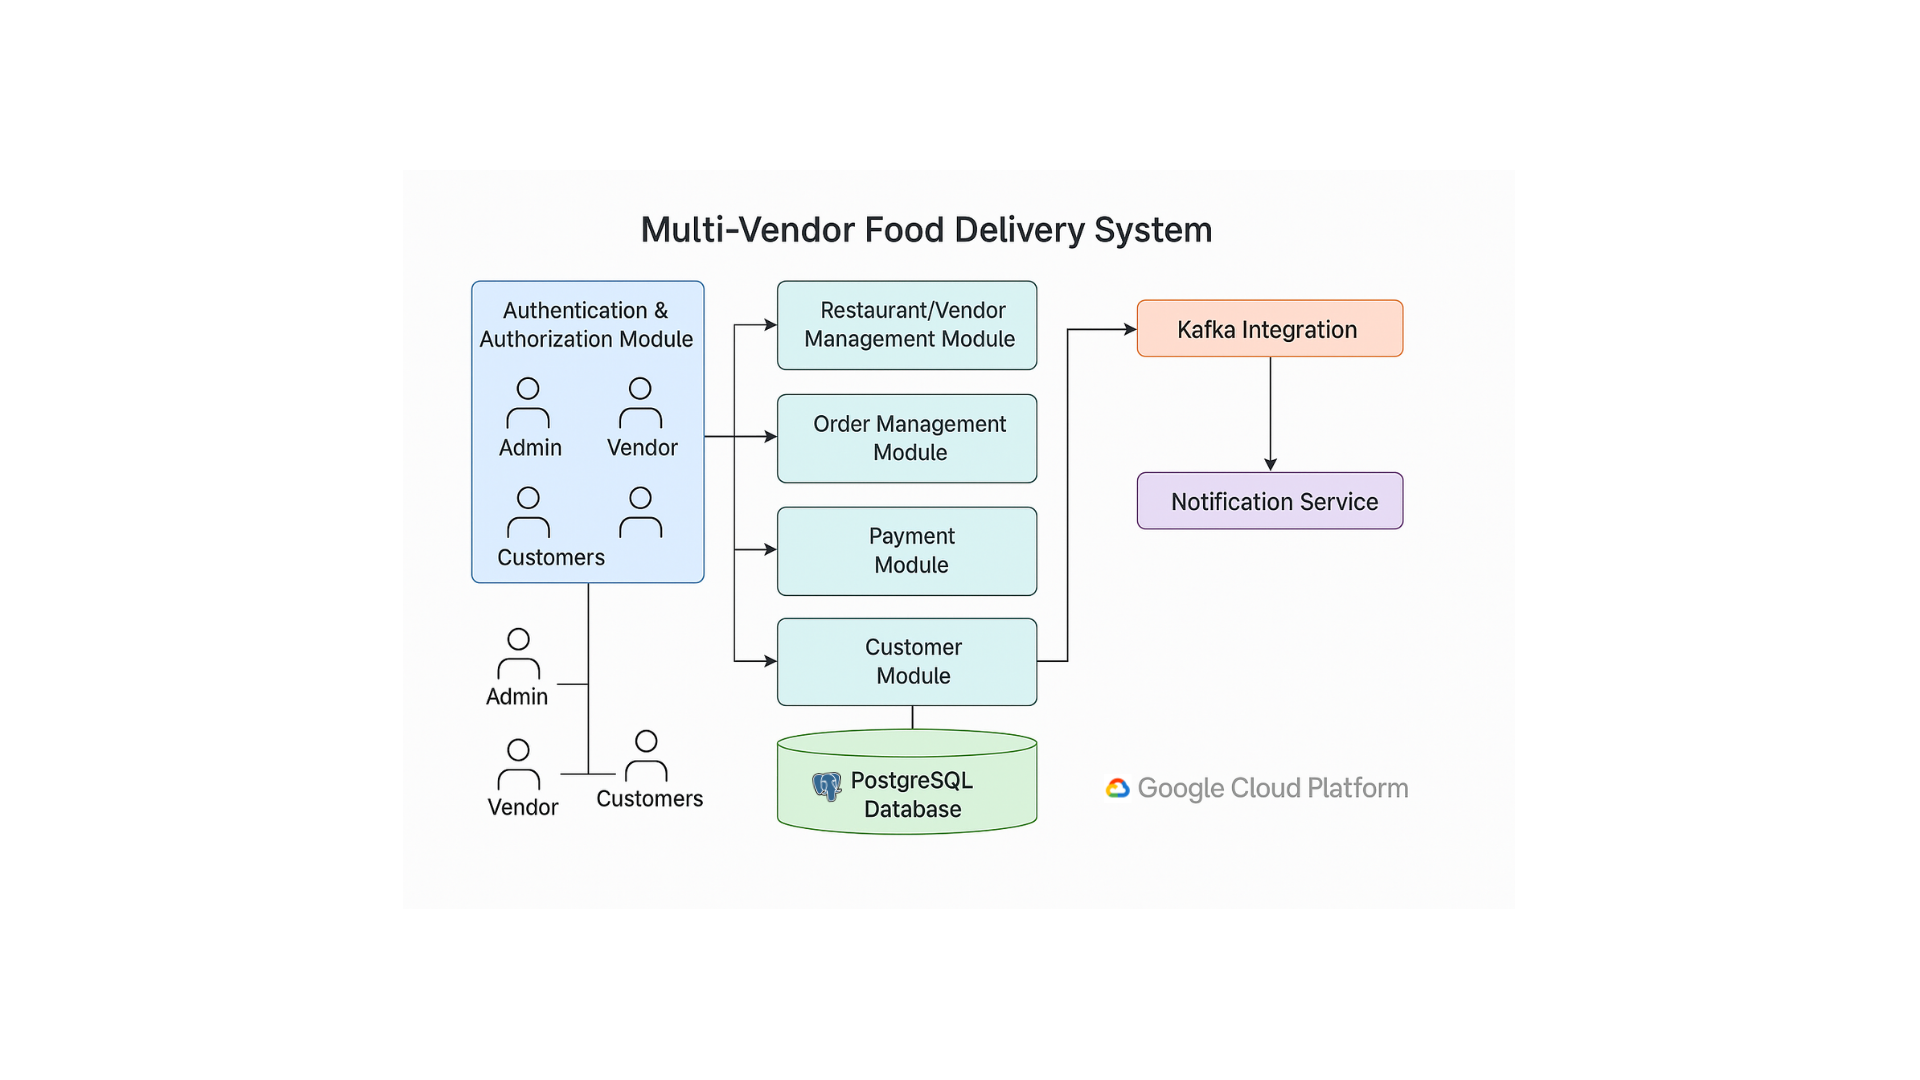 Multi-Vendor Food Delivery System
Authentication &
Authorization Module
Admin
Vendor
Customers
Admin
Vendor
Customers
Restaurant/Vendor
Management Module
Order Management
Module
Payment
Module
Customer
Module
PostgreSQL
Database
Kafka Integration
Notification Service
Google Cloud Platform